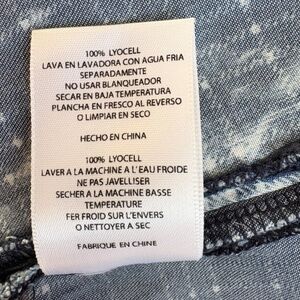 100% LYOCELL
LAVA EN LAVADORA CON AGUA FRIA
SEPARADAMENTE
NO USAR BLANQUEADOR
SECAR EN BAJA TEMPERATURA
PLANCHA EN FRESCO AL REVERSO
O LIMPIAR EN SECO
HECHO EN CHINA
100% LYOCELL
LAVER A LA MACHINE A L'EAU FROIDE
NE PAS JAVELLISER
SECHER A LA MACHINE BASSE
TEMPERATURE
FER FROID SUR L'ENVERS
O NETTOYER A SEC
FABRIQUE EN CHINE